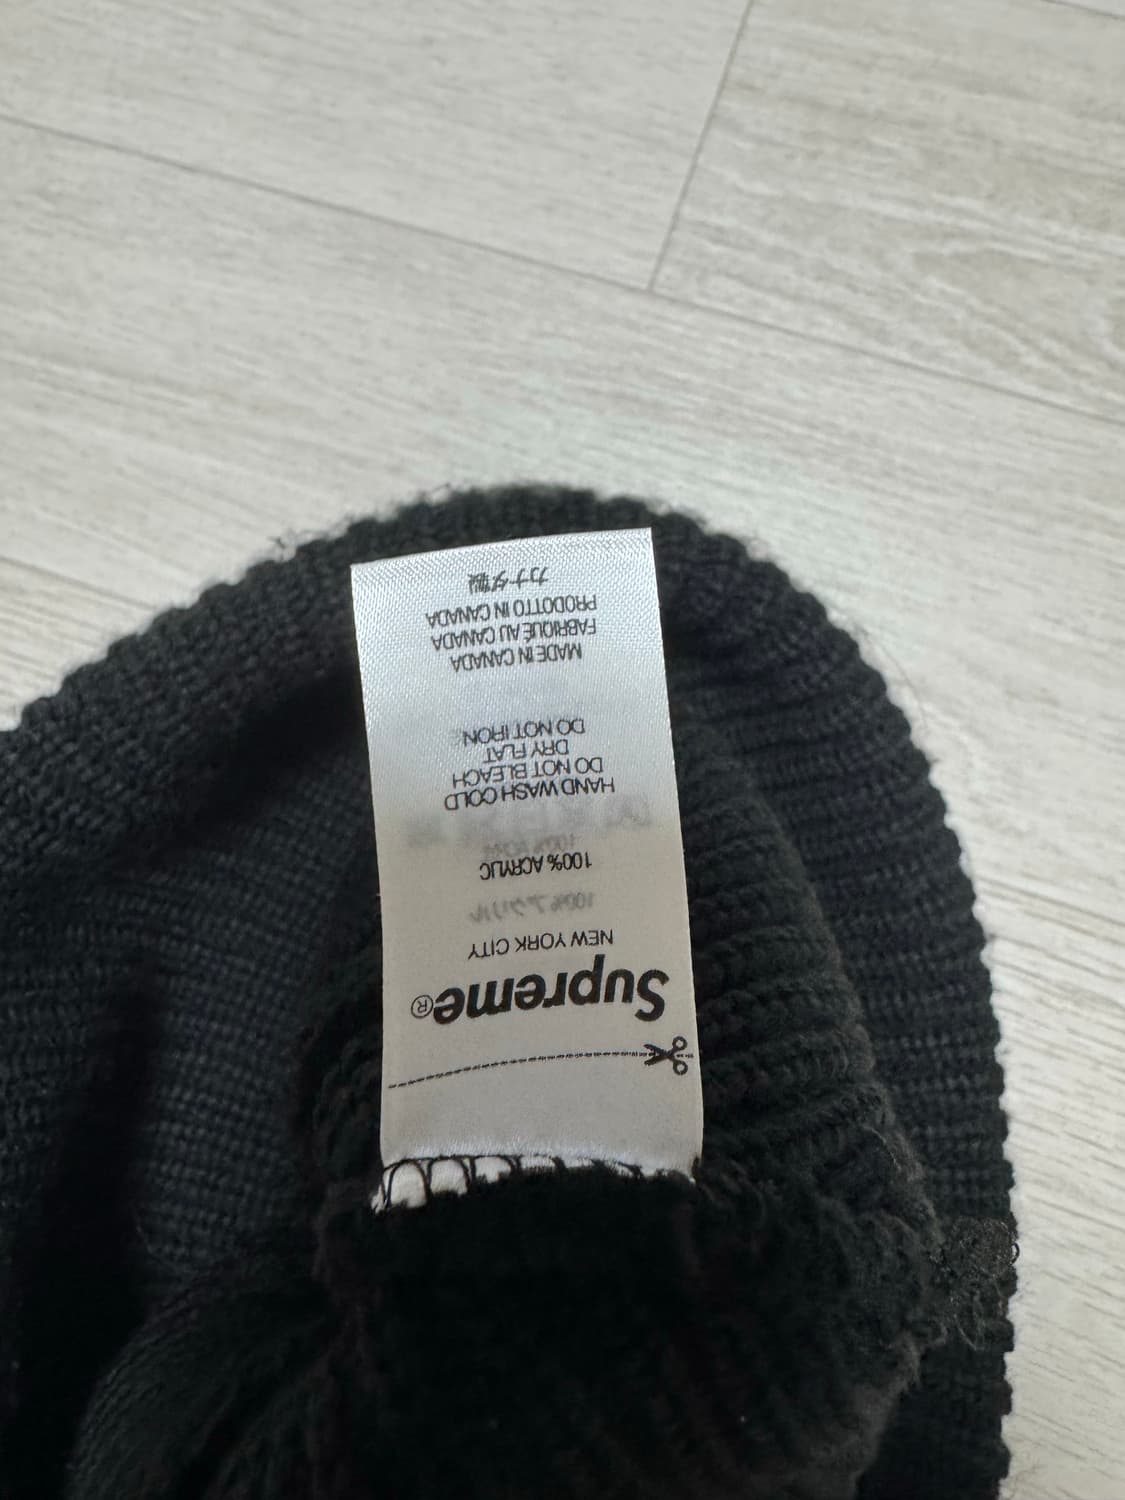 Supreme®
NEW YORK CITY
100% ACRYLIC
HAND WASH COLD
DO NOT BLEACH
DRY FLAT
DO NOT IRON
MADE IN CANADA
FABRIQUÉ AU CANADA
PRODOTTO IN CANADA
カナダ製